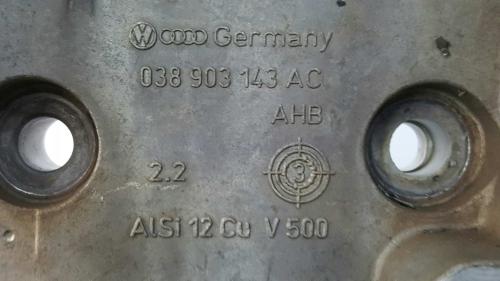 Germany
038 903 143 AC
AHB
2.2 3
AlSi 12 Cu V 500